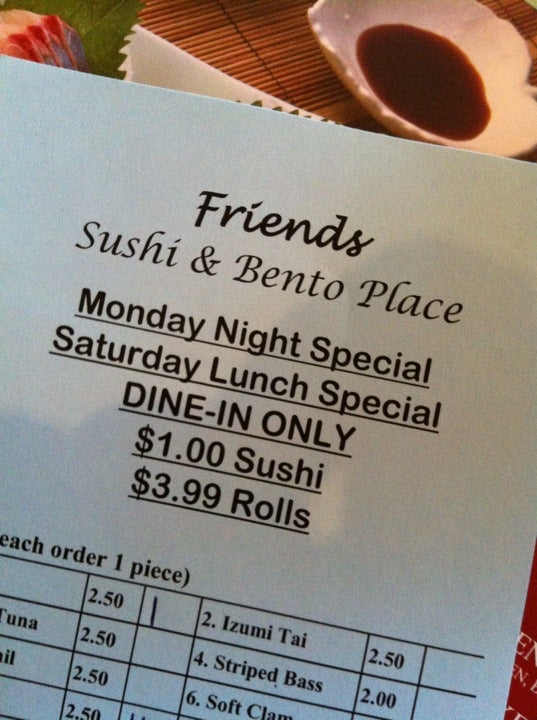 Friends
Sushi & Bento Place
Monday Night Special
Saturday Lunch Special
DINE-IN ONLY
$1.00 Sushi
$3.99 Rolls
each order 1 piece)
2.50 2. Izumi Tai 2.50
Tuna 2.50 4. Striped Bass 2.00
2.50 6. Soft Clam
2.50